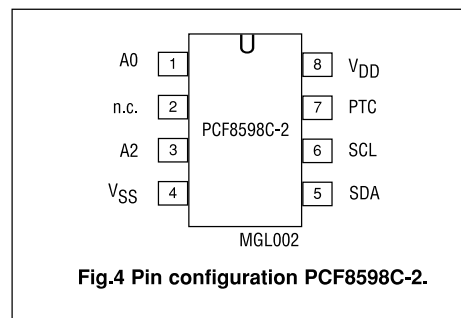 A0 1 8 VDD
n.c. 2 7 PTC
PCF8598C-2
A2 3 6 SCL
VSS 4 5 SDA
MGL002
Fig.4 Pin configuration PCF8598C-2.